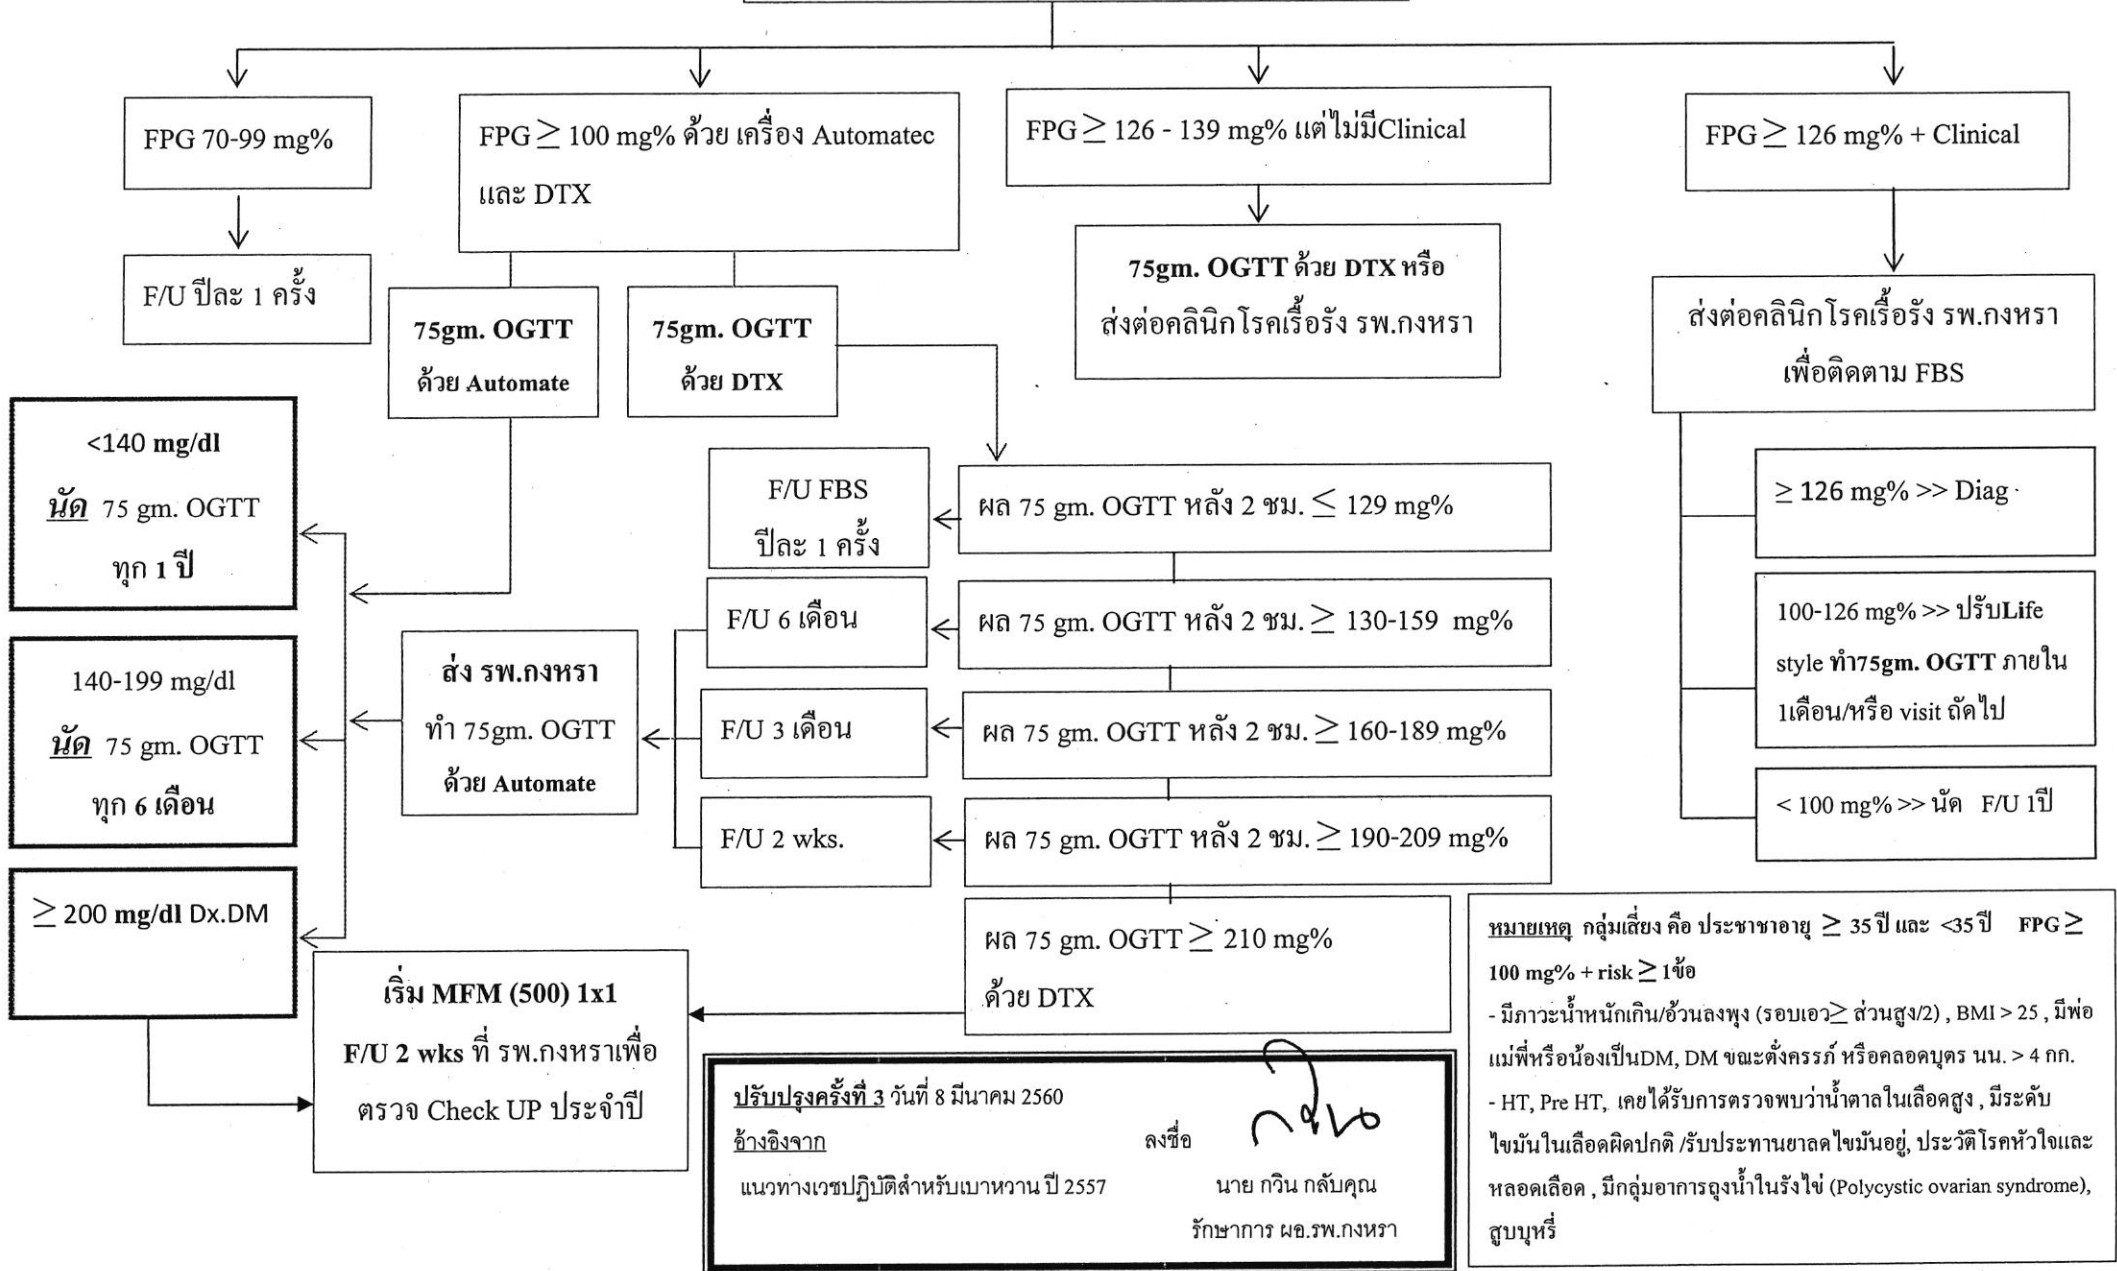 FPG 70-99 mg%
F/U ปีละ 1 ครั้ง
FPG ≥ 100 mg% ด้วย เครื่อง Automatec
และ DTX
75gm. OGTT
ด้วย Automate
75gm. OGTT
ด้วย DTX
FPG ≥ 126 - 139 mg% แต่ไม่มีClinical
75gm. OGTT ด้วย DTX หรือ
ส่งต่อคลินิกโรคเรื้อรัง รพ.กงหรา
FPG ≥ 126 mg% + Clinical
ส่งต่อคลินิกโรคเรื้อรัง รพ.กงหรา
เพื่อติดตาม FBS
≥ 126 mg% >> Diag
100-126 mg% >> ปรับLife
style ทำ75gm. OGTT ภายใน
1เดือน/หรือ visit ถัดไป
< 100 mg% >> นัด F/U 1ปี
<140 mg/dl
นัด 75 gm. OGTT
ทุก 1 ปี
140-199 mg/dl
นัด 75 gm. OGTT
ทุก 6 เดือน
≥ 200 mg/dl Dx.DM
ส่ง รพ.กงหรา
ทำ 75gm. OGTT
ด้วย Automate
F/U FBS
ปีละ 1 ครั้ง
ผล 75 gm. OGTT หลัง 2 ชม. ≤ 129 mg%
F/U 6 เดือน
ผล 75 gm. OGTT หลัง 2 ชม. ≥ 130-159 mg%
F/U 3 เดือน
ผล 75 gm. OGTT หลัง 2 ชม. ≥ 160-189 mg%
F/U 2 wks.
ผล 75 gm. OGTT หลัง 2 ชม. ≥ 190-209 mg%
ผล 75 gm. OGTT ≥ 210 mg%
ด้วย DTX
เริ่ม MFM (500) 1x1
F/U 2 wks ที่ รพ.กงหราเพื่อ
ตรวจ Check UP ประจำปี
ปรับปรุงครั้งที่ 3 วันที่ 8 มีนาคม 2560
อ้างอิงจาก
แนวทางเวชปฏิบัติสำหรับเบาหวาน ปี 2557
ลงชื่อ
นาย กวิน กลับคุณ
รักษาการ ผอ.รพ.กงหรา
หมายเหตุ กลุ่มเสี่ยง คือ ประชาชาอายุ ≥ 35 ปี และ <35 ปี FPG ≥
100 mg% + risk ≥ 1ข้อ
- มีภาวะน้ำหนักเกิน/อ้วนลงพุง (รอบเอว≥ ส่วนสูง/2) , BMI > 25 , มีพ่อ
แม่พี่หรือน้องเป็นDM, DM ขณะตั่งครรภ์ หรือคลอดบุตร นน. > 4 กก.
- HT, Pre HT, เคยได้รับการตรวจพบว่าน้ำตาลในเลือดสูง , มีระดับ
ไขมันในเลือดผิดปกติ /รับประทานยาลดไขมันอยู่, ประวัติโรคหัวใจและ
หลอดเลือด , มีกลุ่มอาการถุงน้ำในรังไข่ (Polycystic ovarian syndrome),
สูบบุหรี่